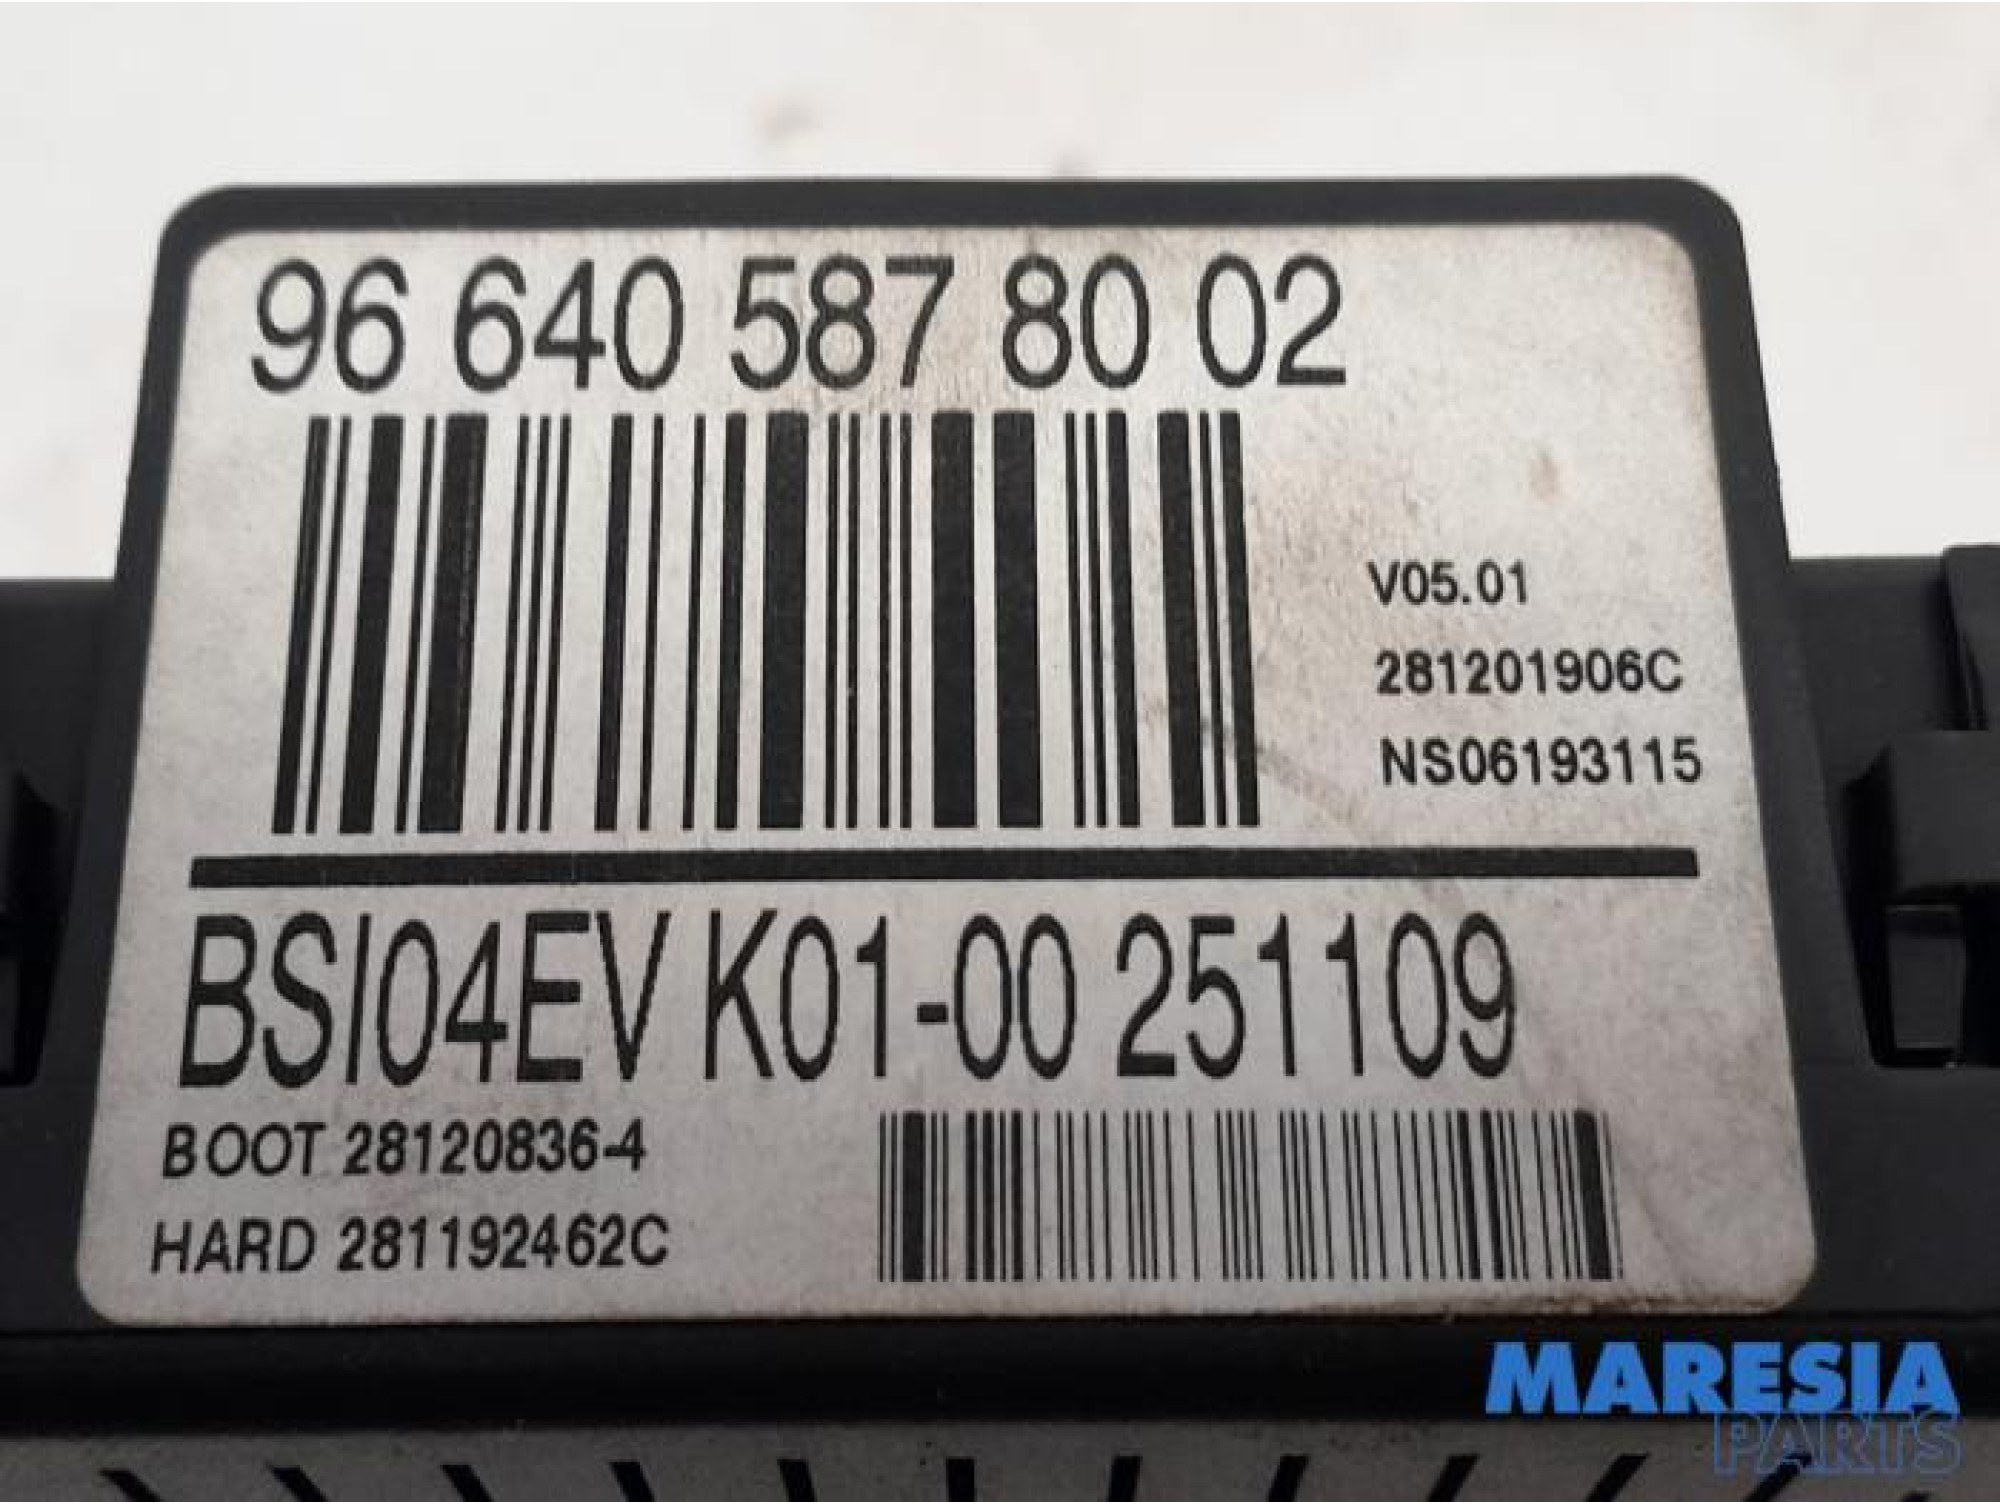 96 640 587 80 02
V05.01
281201906C
NS06193115
BSI04EV K01-00 251109
BOOT 28120836-4
HARD 281192462C
MARESIA
PARTS